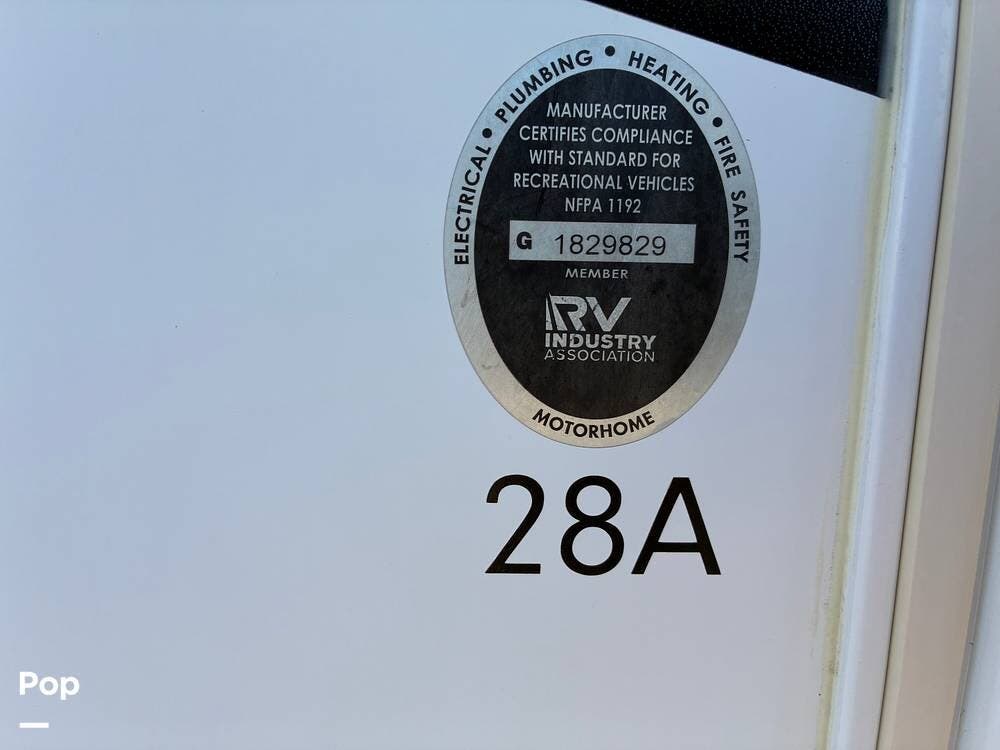 ELECTRICAL • PLUMBING • HEATING • FIRE SAFETY
MANUFACTURER
CERTIFIES COMPLIANCE
WITH STANDARD FOR
RECREATIONAL VEHICLES
NFPA 1192
G 1829829
MEMBER
RV
INDUSTRY
ASSOCIATION
MOTORHOME
28A
Pop